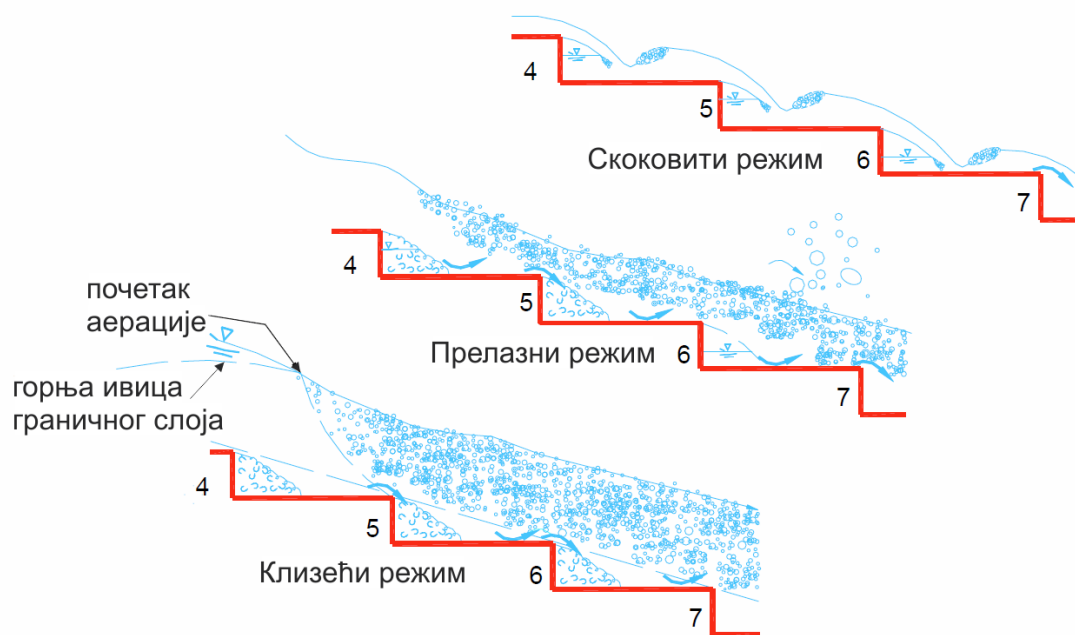 4
5
Скоковити режим
6
7
4
5
Прелазни режим
6
7
почетак
аерације
горња ивица
граничног слоја
4
5
Клизећи режим
6
7